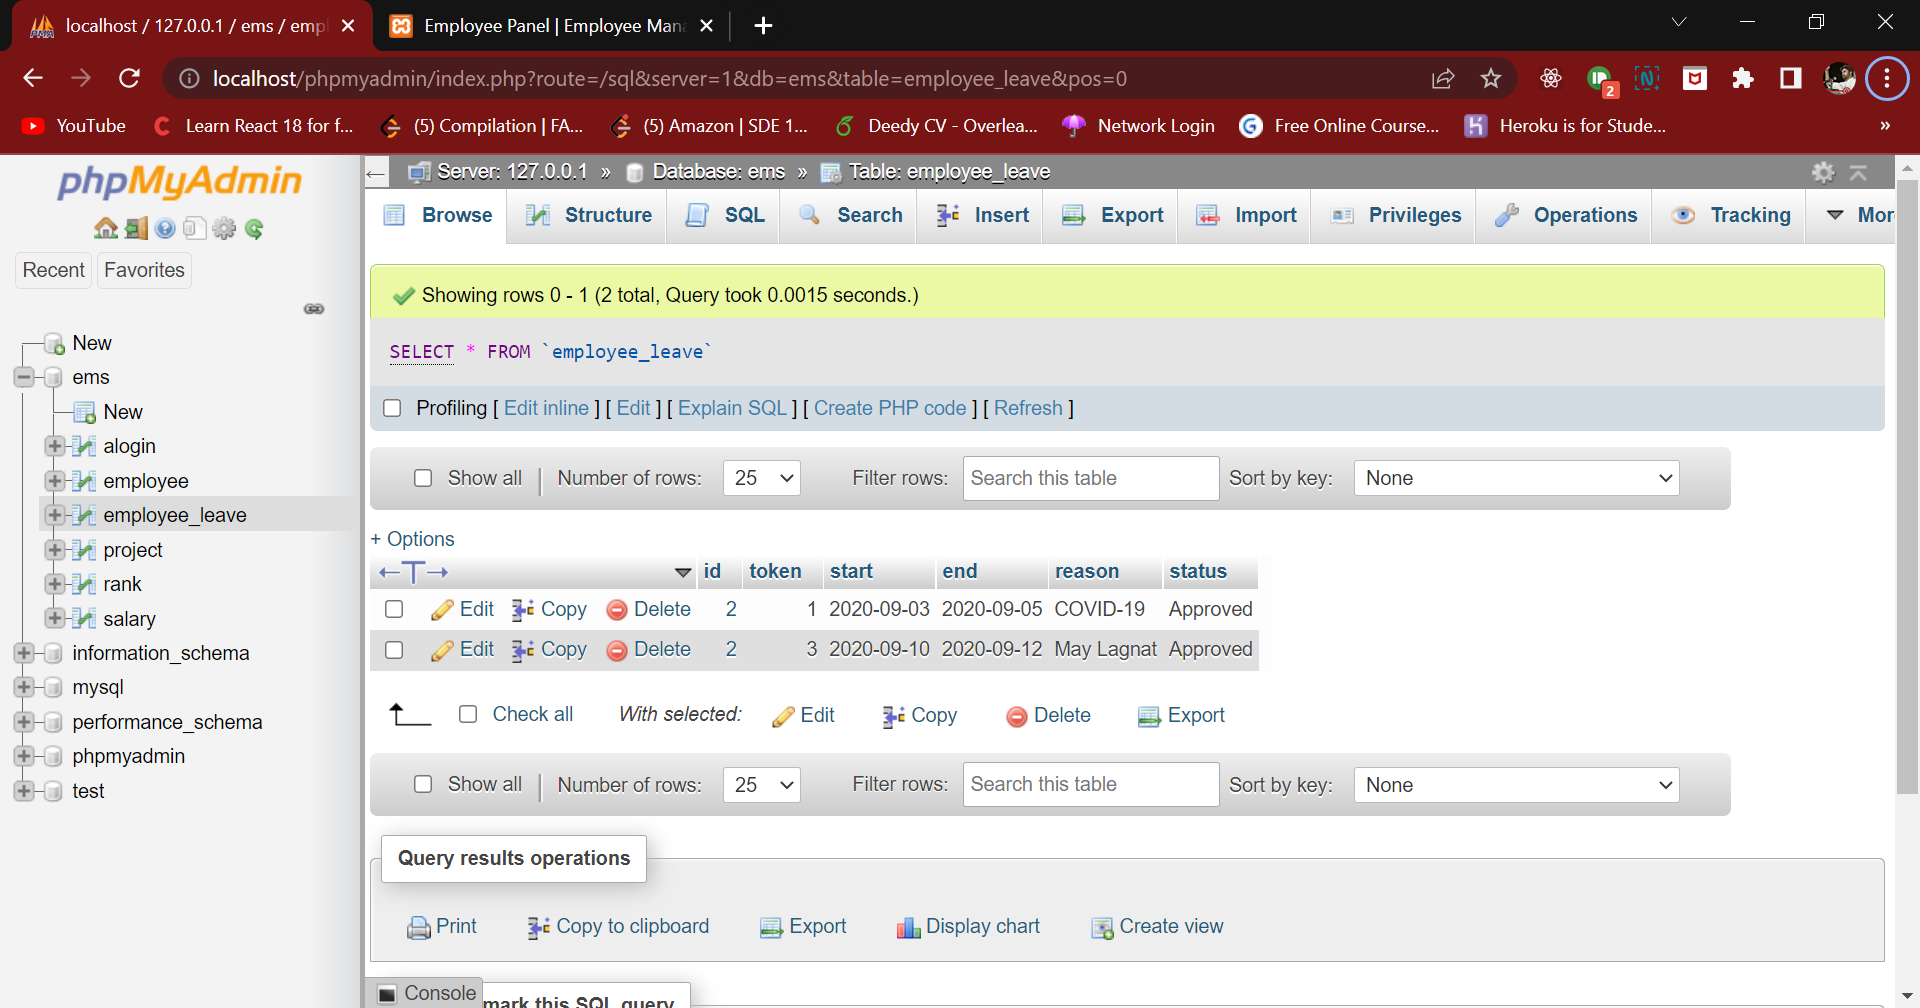 localhost / 127.0.0.1 / ems / emp
Employee Panel | Employee Man
localhost/phpmyadmin/index.php?route=/sql&server=1&db=ems&table=employee_leave&pos=0
2
YouTube
Learn React 18 for f...
(5) Compilation | FA...
(5) Amazon | SDE 1...
Deedy CV - Overlea...
Network Login
Free Online Course...
Heroku is for Stude...
»
phpMyAdmin
Recent
Favorites
New
ems
New
alogin
employee
employee_leave
project
rank
salary
information_schema
mysql
performance_schema
phpmyadmin
test
Server: 127.0.0.1 » Database: ems » Table: employee_leave
Browse Structure SQL Search Insert Export Import Privileges Operations Tracking Mor
Showing rows 0 - 1 (2 total, Query took 0.0015 seconds.)
SELECT * FROM `employee_leave`
Profiling [ Edit inline ] [ Edit ] [ Explain SQL ] [ Create PHP code ] [ Refresh ]
Show all | Number of rows: 25 Filter rows: Search this table Sort by key: None
+ Options
id token start end reason status
Edit Copy Delete 2 1 2020-09-03 2020-09-05 COVID-19 Approved
Edit Copy Delete 2 3 2020-09-10 2020-09-12 May Lagnat Approved
Check all With selected: Edit Copy Delete Export
Show all | Number of rows: 25 Filter rows: Search this table Sort by key: None
Query results operations
Print Copy to clipboard Export Display chart Create view
Console
mark this SQL query